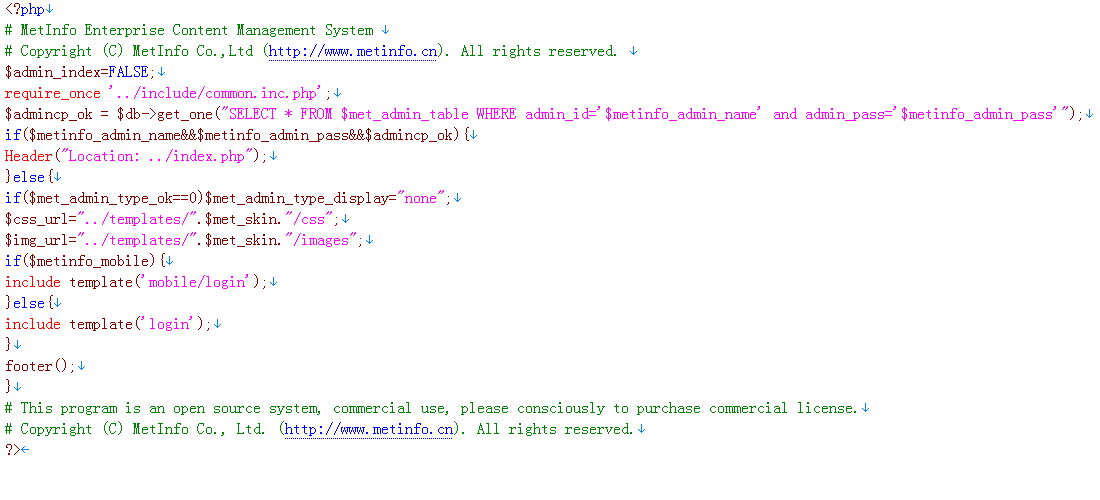 <?php↓
# MetInfo Enterprise Content Management System ↓
# Copyright (C) MetInfo Co.,Ltd (http://www.metinfo.cn). All rights reserved. ↓
$admin_index=FALSE;↓
require_once '../include/common.inc.php';↓
$admincp_ok = $db->get_one("SELECT * FROM $met_admin_table WHERE admin_id='$metinfo_admin_name' and admin_pass='$metinfo_admin_pass'");↓
if($metinfo_admin_name&&$metinfo_admin_pass&&$admincp_ok){↓
Header("Location: ../index.php");↓
}else{↓
if($met_admin_type_ok==0)$met_admin_type_display="none";↓
$css_url="../templates/".$met_skin."/css";↓
$img_url="../templates/".$met_skin."/images";↓
if($metinfo_mobile){↓
include template('mobile/login');↓
}else{↓
include template('login');↓
}↓
footer();↓
}↓
# This program is an open source system, commercial use, please consciously to purchase commercial license.↓
# Copyright (C) MetInfo Co., Ltd. (http://www.metinfo.cn). All rights reserved.↓
?>←